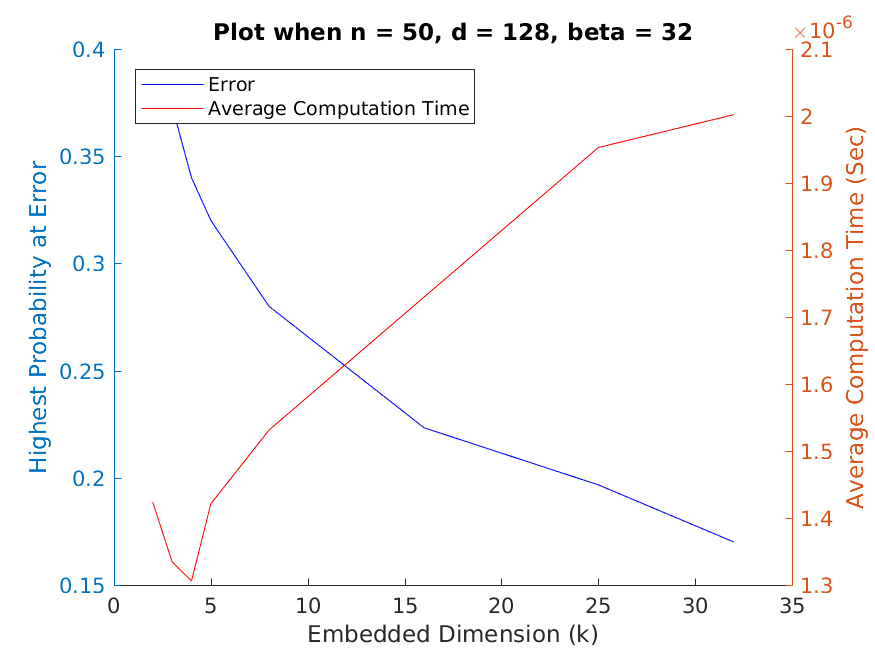 Plot when n = 50, d = 128, beta = 32
×10^-6
Error
Average Computation Time
Highest Probability at Error
0.4
0.35
0.3
0.25
0.2
0.15
2.1
2
1.9
1.8
1.7
1.6
1.5
1.4
1.3
Average Computation Time (Sec)
0 5 10 15 20 25 30 35
Embedded Dimension (k)